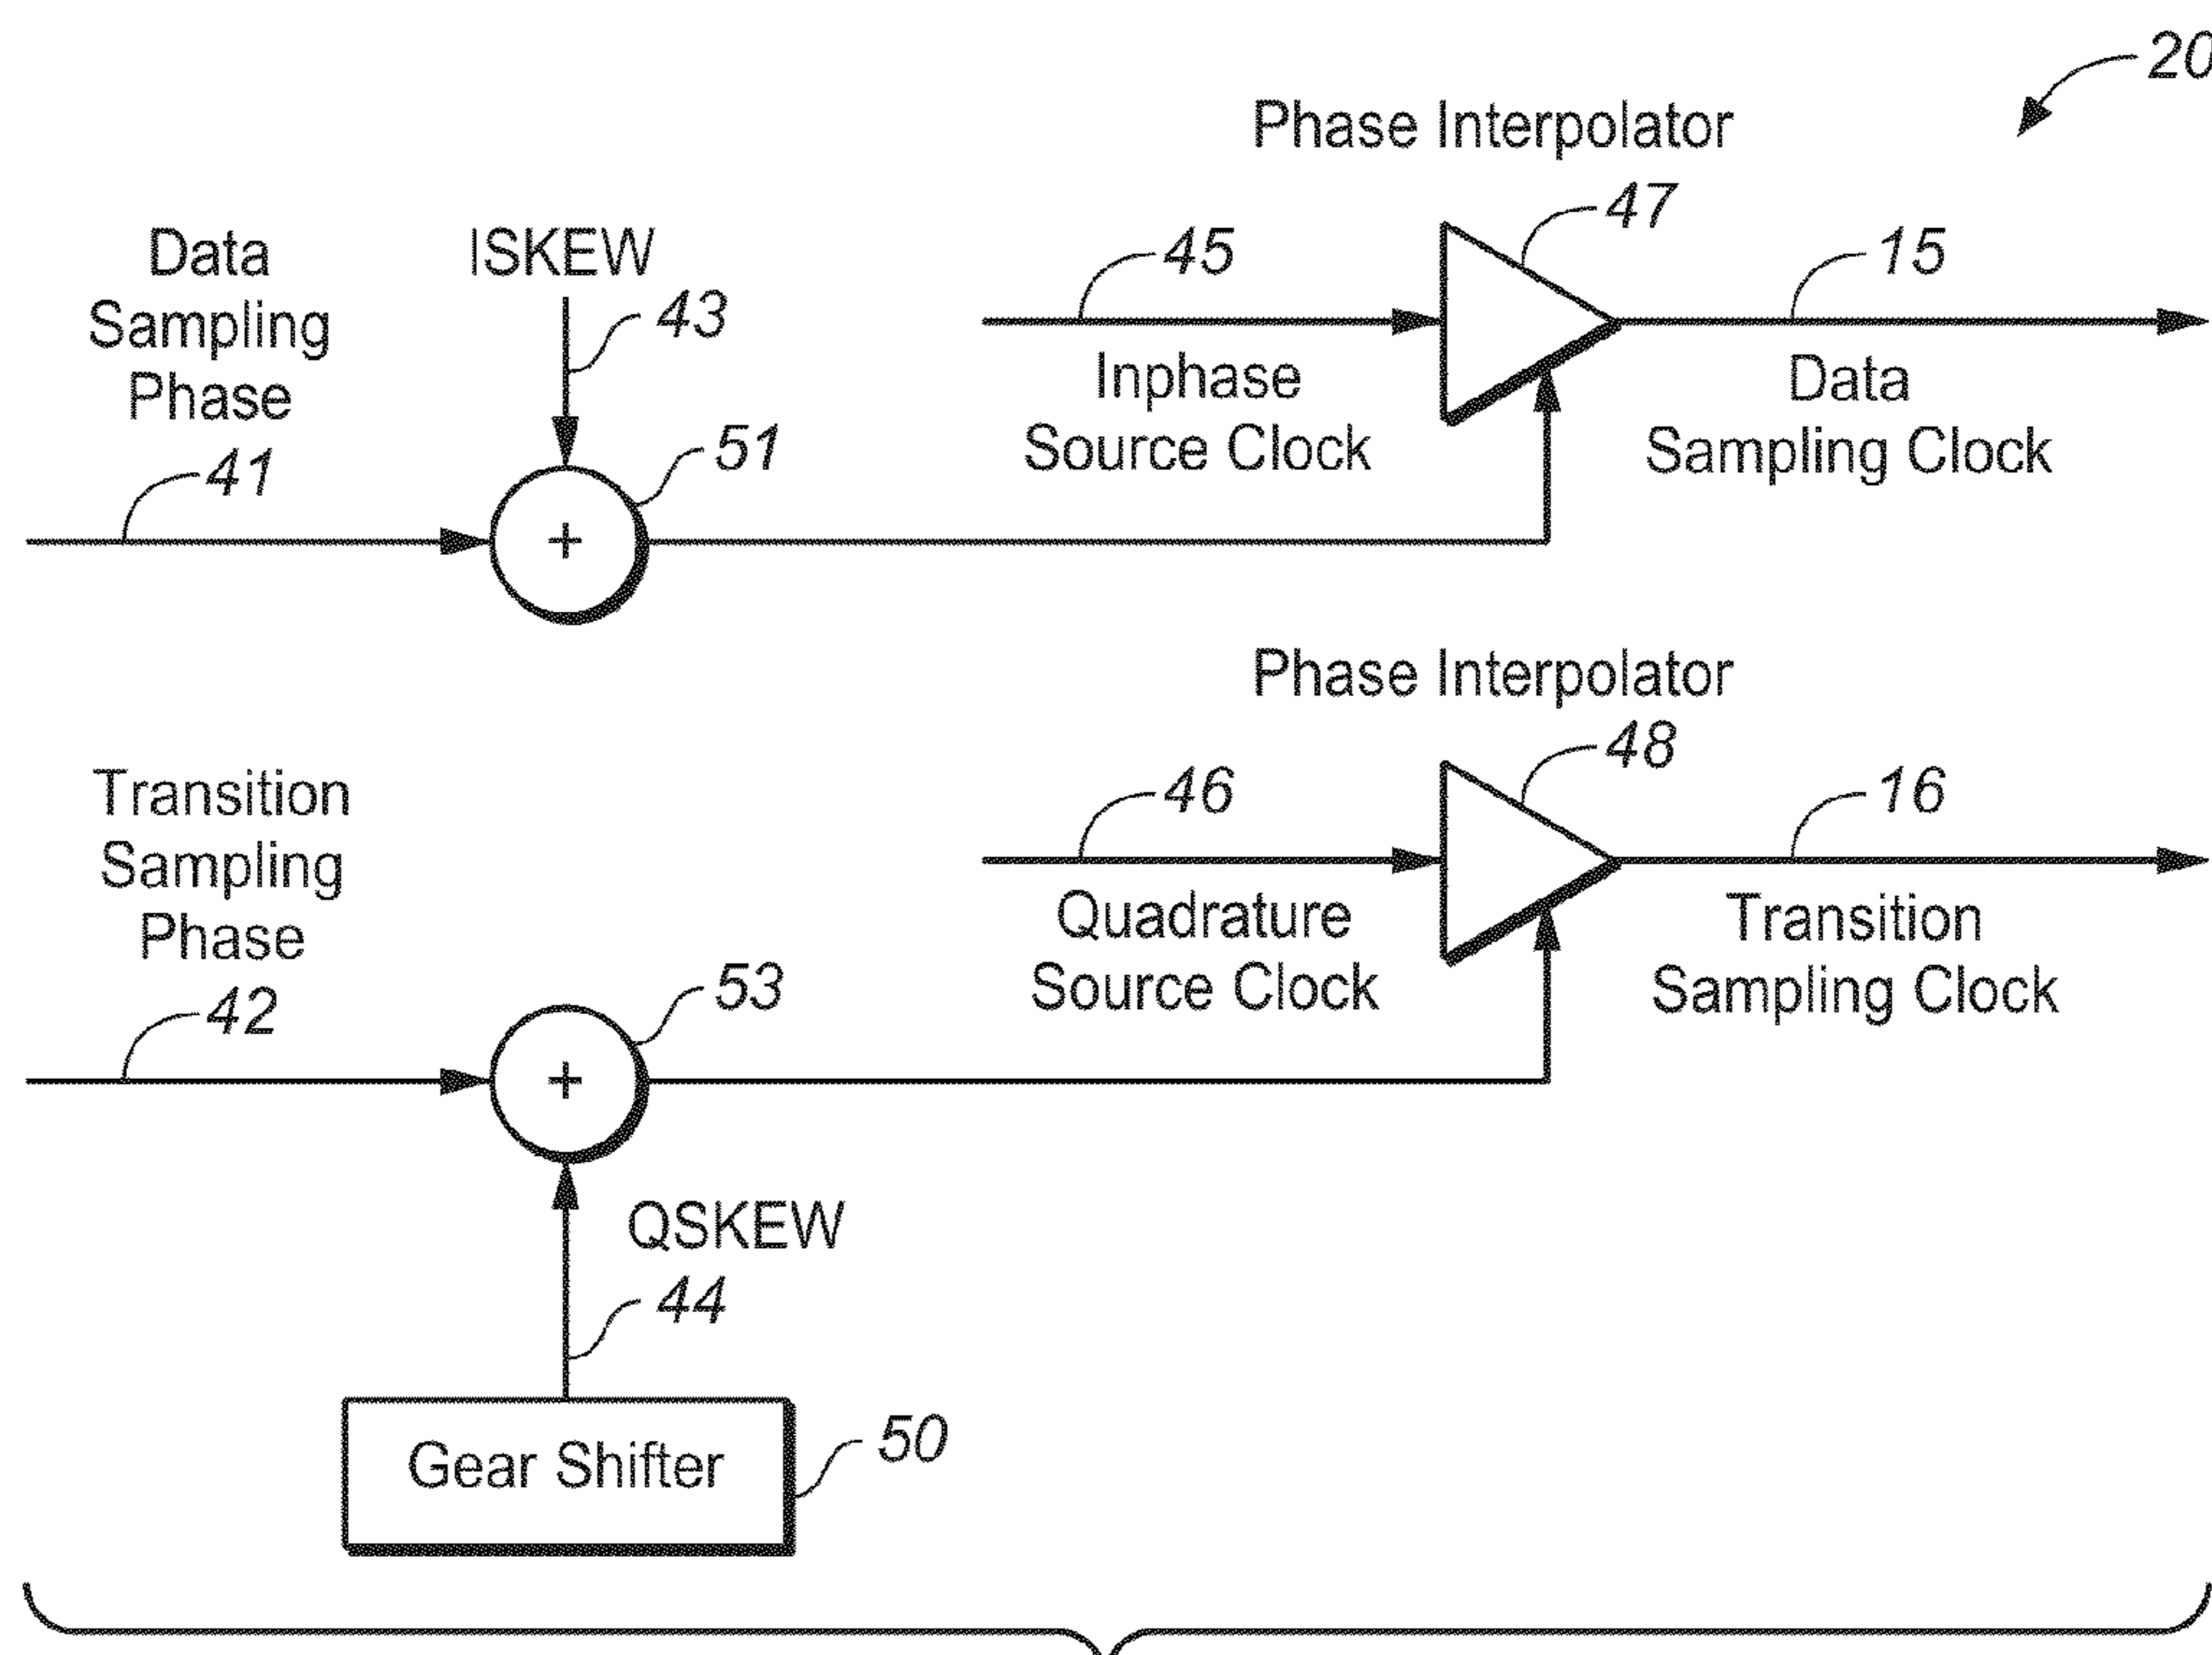 20
Phase Interpolator
47
Data
Sampling
Phase
41
ISKEW
43
51
+
45
Inphase
Source Clock
15
Data
Sampling Clock
Phase Interpolator
48
Transition
Sampling
Phase
42
53
+
46
Quadrature
Source Clock
16
Transition
Sampling Clock
QSKEW
44
Gear Shifter
50